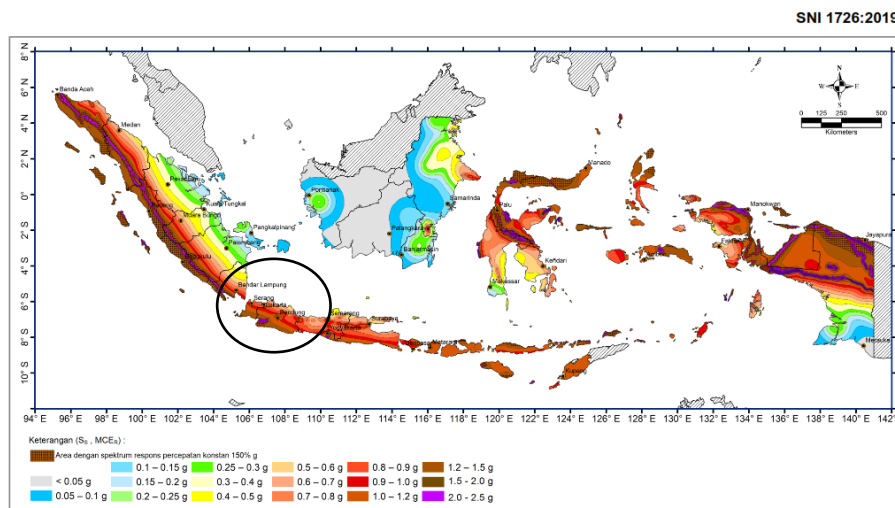 SNI 1726:2019
8° N
6° N
4° N
2° N
0°
2° S
4° S
6° S
8° S
10° S
N
W E
S
0 125 250 500
Kilometers
Banda Aceh
Medan
Manado
Pontianak
Samarinda
Palu
Manokwari
Muara Bungo
Pangkalpinang
Palangkaraya
Jayapura
Palembang
Banjarmasin
Bengkulu
Kendari
Bandar Lampung
Makassar
Serang
Jakarta
Bandung
Semarang
Surabaya
Yogyakarta
Mataram
Merauke
Kupang
94° E 96° E 98° E 100° E 102° E 104° E 106° E 108° E 110° E 112° E 114° E 116° E 118° E 120° E 122° E 124° E 126° E 128° E 130° E 132° E 134° E 136° E 138° E 140° E 142° E
Keterangan (SS , MCER) :
Area dengan spektrum respons percepatan konstan 150% g
< 0.05 g
0.05 – 0.1 g
0.1 – 0.15 g
0.15 – 0.2 g
0.2 – 0.25 g
0.25 – 0.3 g
0.3 – 0.4 g
0.4 – 0.5 g
0.5 – 0.6 g
0.6 – 0.7 g
0.7 – 0.8 g
0.8 – 0.9 g
0.9 – 1.0 g
1.0 – 1.2 g
1.2 – 1.5 g
1.5 – 2.0 g
2.0 – 2.5 g